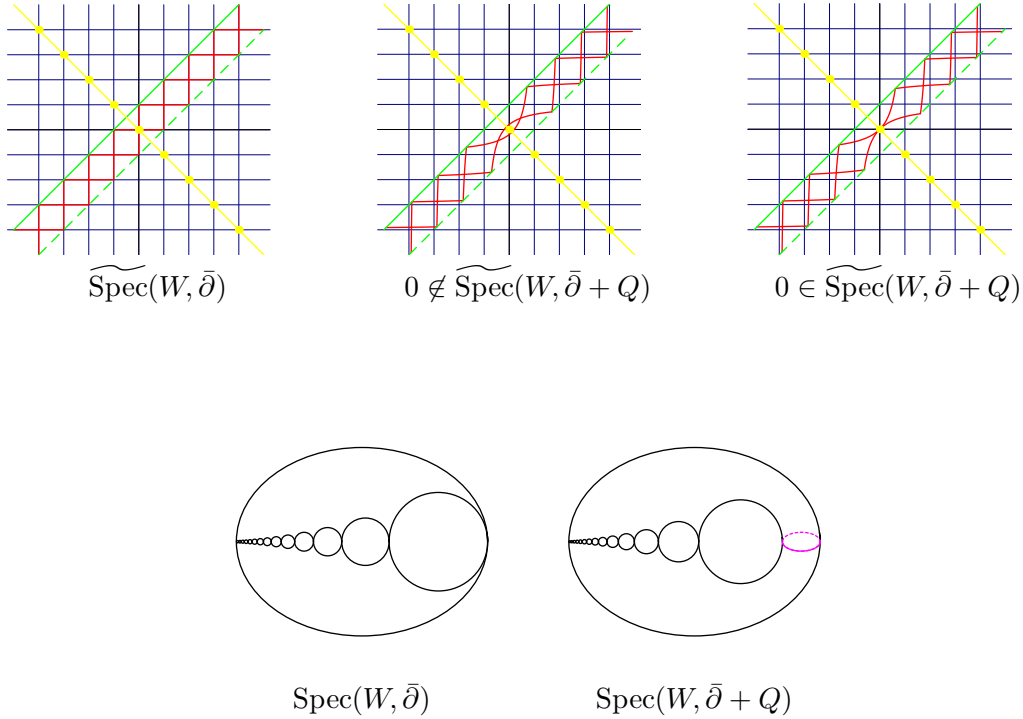 $\widetilde{\mathrm{Spec}}(W, \bar{\partial})$
$0 \notin \widetilde{\mathrm{Spec}}(W, \bar{\partial} + Q)$
$0 \in \widetilde{\mathrm{Spec}}(W, \bar{\partial} + Q)$
$\mathrm{Spec}(W, \bar{\partial})$
$\mathrm{Spec}(W, \bar{\partial} + Q)$